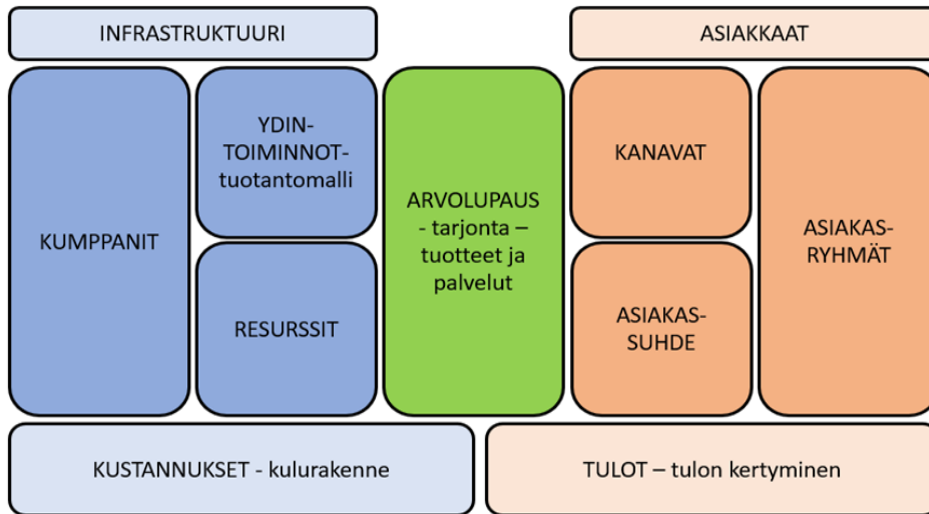 INFRASTRUKTUURI
ASIAKKAAT
KUMPPANIT
YDIN-
TOIMINNOT-
tuotantomalli
RESURSSIT
ARVOLUPAUS
- tarjonta –
tuotteet ja
palvelut
KANAVAT
ASIAKAS-
SUHDE
ASIAKAS-
RYHMÄT
KUSTANNUKSET - kulurakenne
TULOT – tulon kertyminen